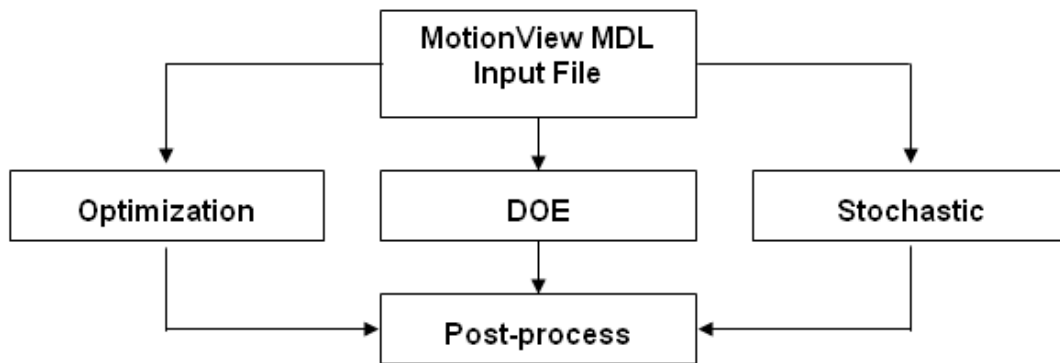 MotionView MDL
Input File
Optimization
DOE
Stochastic
Post-process